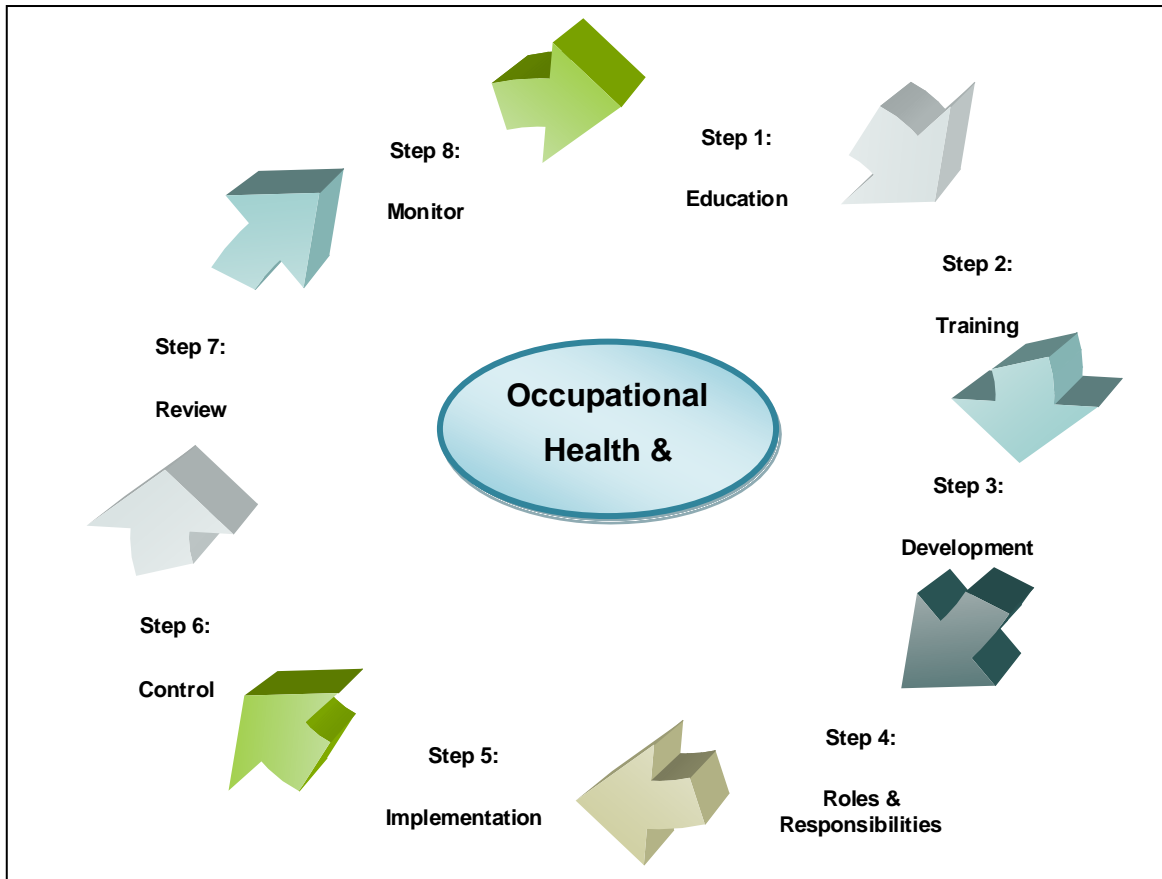 Step 1:
Education
Step 2:
Training
Step 3:
Development
Step 4:
Roles &
Responsibilities
Step 5:
Implementation
Step 6:
Control
Step 7:
Review
Step 8:
Monitor
Occupational
Health &